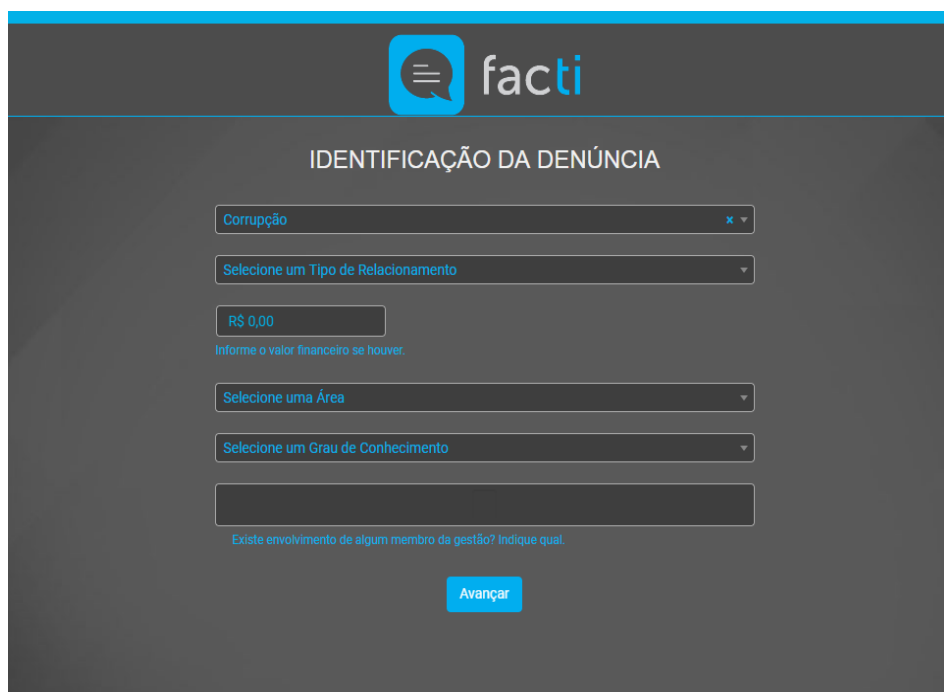 facti
IDENTIFICAÇÃO DA DENÚNCIA
Corrupção ×
Selecione um Tipo de Relacionamento
R$ 0,00
Informe o valor financeiro se houver.
Selecione uma Área
Selecione um Grau de Conhecimento
Existe envolvimento de algum membro da gestão? Indique qual.
Avançar